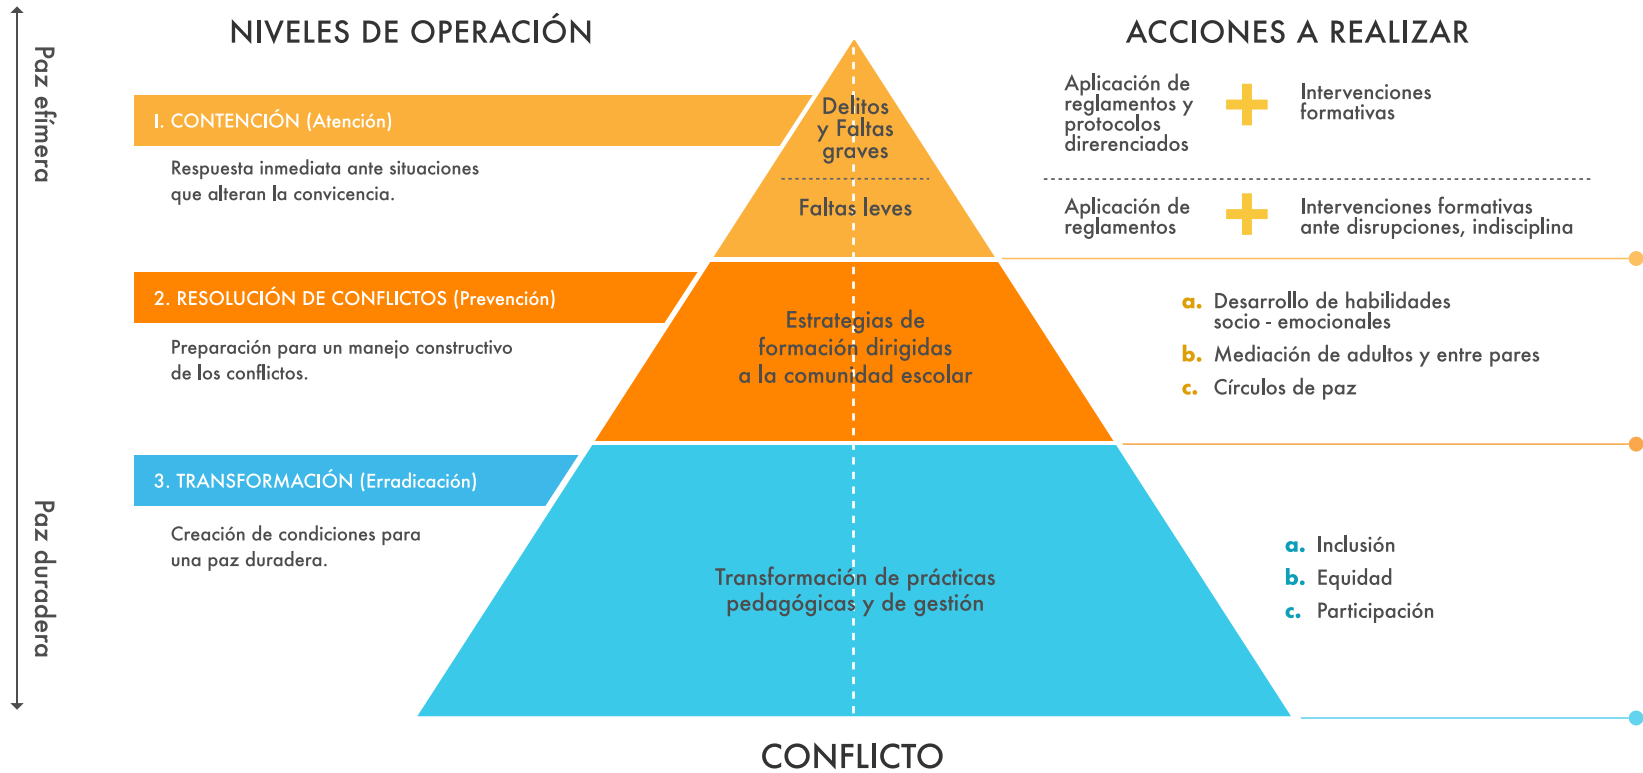 Paz efímera
Paz duradera
NIVELES DE OPERACIÓN
1. CONTENCIÓN (Atención)
Respuesta inmediata ante situaciones
que alteran la convicencia.
2. RESOLUCIÓN DE CONFLICTOS (Prevención)
Preparación para un manejo constructivo
de los conflictos.
3. TRANSFORMACIÓN (Erradicación)
Creación de condiciones para
una paz duradera.
Delitos
y Faltas
graves
Faltas leves
Estrategias de
formación dirigidas
a la comunidad escolar
Transformación de prácticas
pedagógicas y de gestión
CONFLICTO
ACCIONES A REALIZAR
Aplicación de
reglamentos y
protocolos
direrenciados
+
Intervenciones
formativas
Aplicación de
reglamentos
+
Intervenciones formativas
ante disrupciones, indisciplina
a. Desarrollo de habilidades
socio - emocionales
b. Mediación de adultos y entre pares
c. Círculos de paz
a. Inclusión
b. Equidad
c. Participación